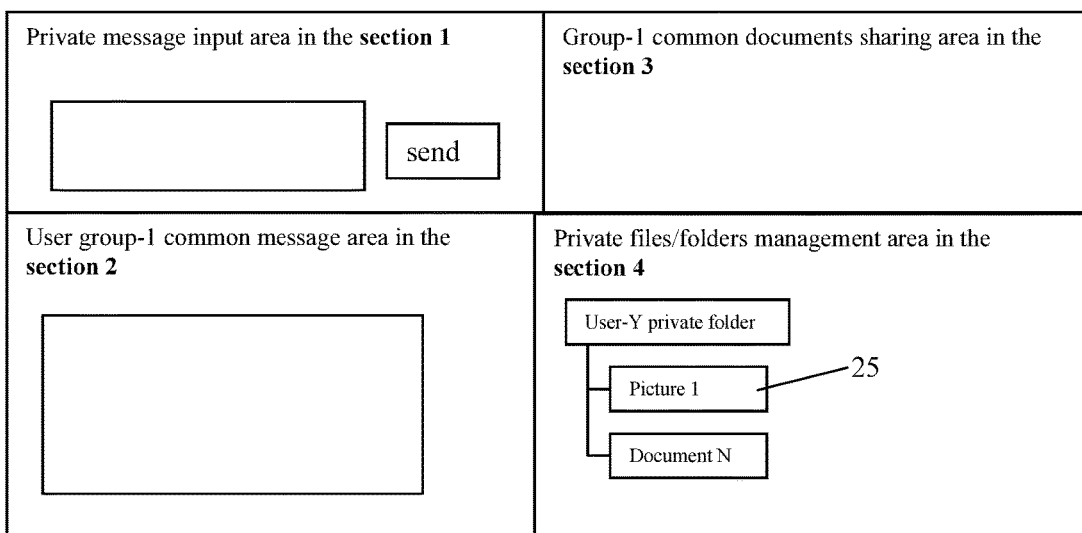 Private message input area in the section 1
send
Group-1 common documents sharing area in the
section 3
User group-1 common message area in the
section 2
Private files/folders management area in the
section 4
User-Y private folder
Picture 1
25
Document N